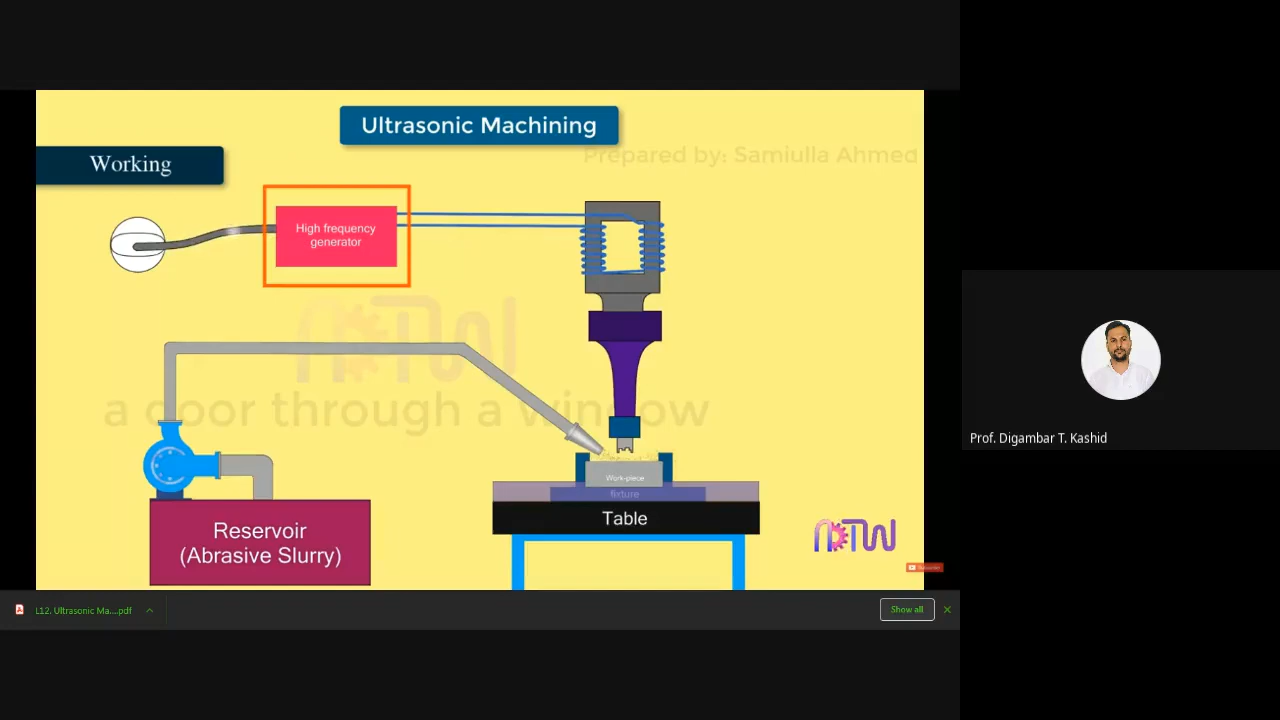 Ultrasonic Machining
Working
Prepared by: Samiulla Ahmed
High frequency
generator
a door through a window
Work-piece
fixture
Table
Reservoir
(Abrasive Slurry)
Subscribe
Prof. Digambar T. Kashid
L12. Ultrasonic Ma....pdf
Show all